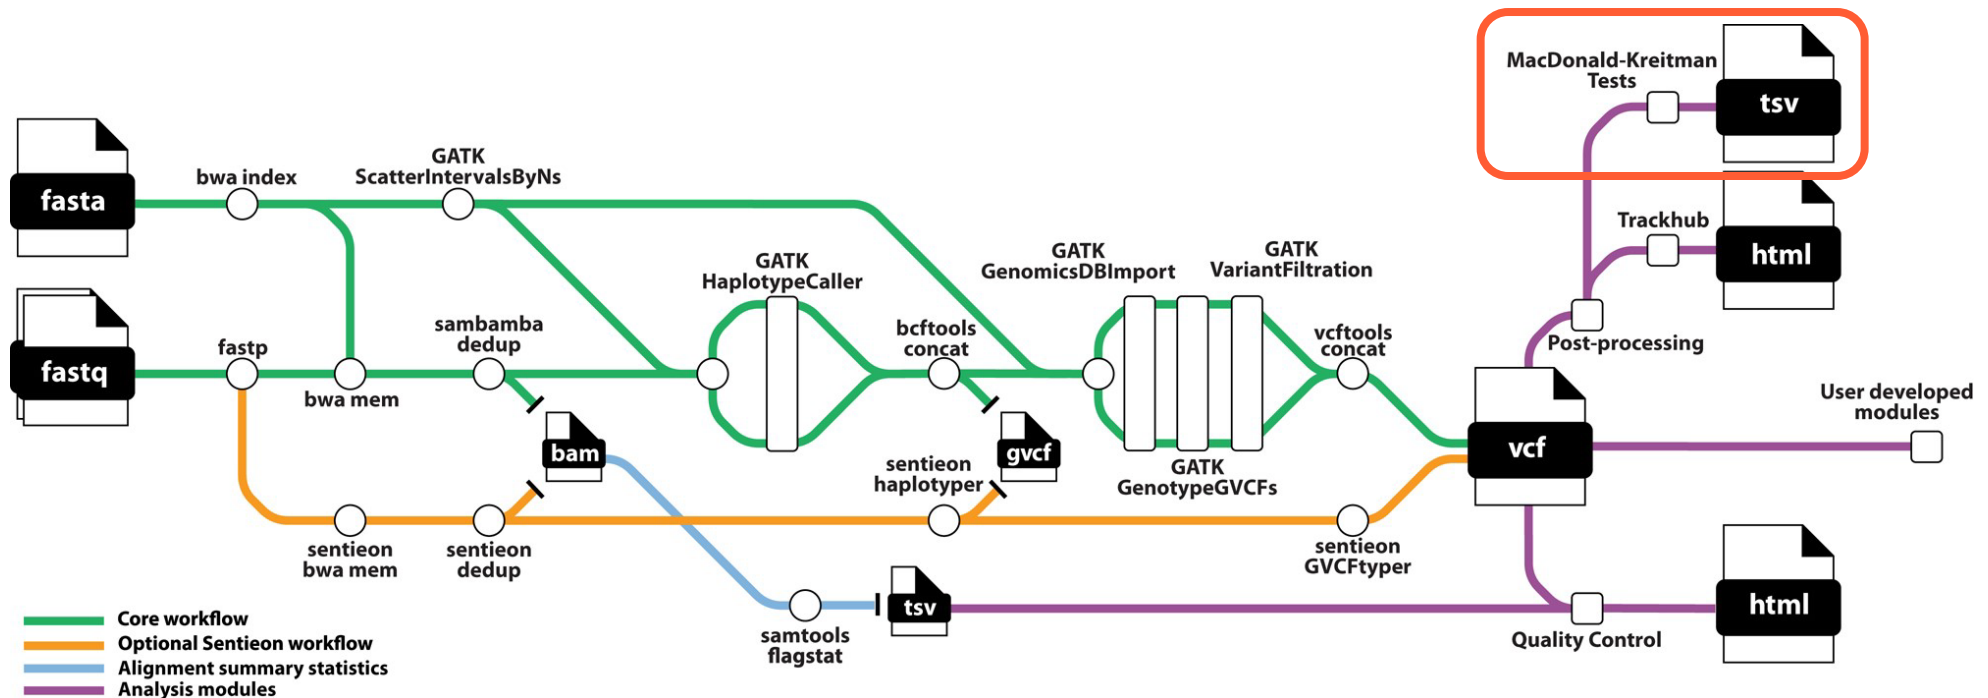 MacDonald-Kreitman
Tests
tsv
GATK
ScatterIntervalsByNs
bwa index
fasta
Trackhub
html
GATK
HaplotypeCaller
GATK
GenomicsDBImport
GATK
VariantFiltration
fastq
fastp
bwa mem
sambamba
dedup
bcftools
concat
vcftools
concat
Post-processing
User developed
modules
bam
gvcf
vcf
sentieon
haplotyper
GATK
GenotypeGVCFs
sentieon
bwa mem
sentieon
dedup
sentieon
GVCFtyper
tsv
samtools
flagstat
html
Quality Control
Core workflow
Optional Sentieon workflow
Alignment summary statistics
Analysis modules